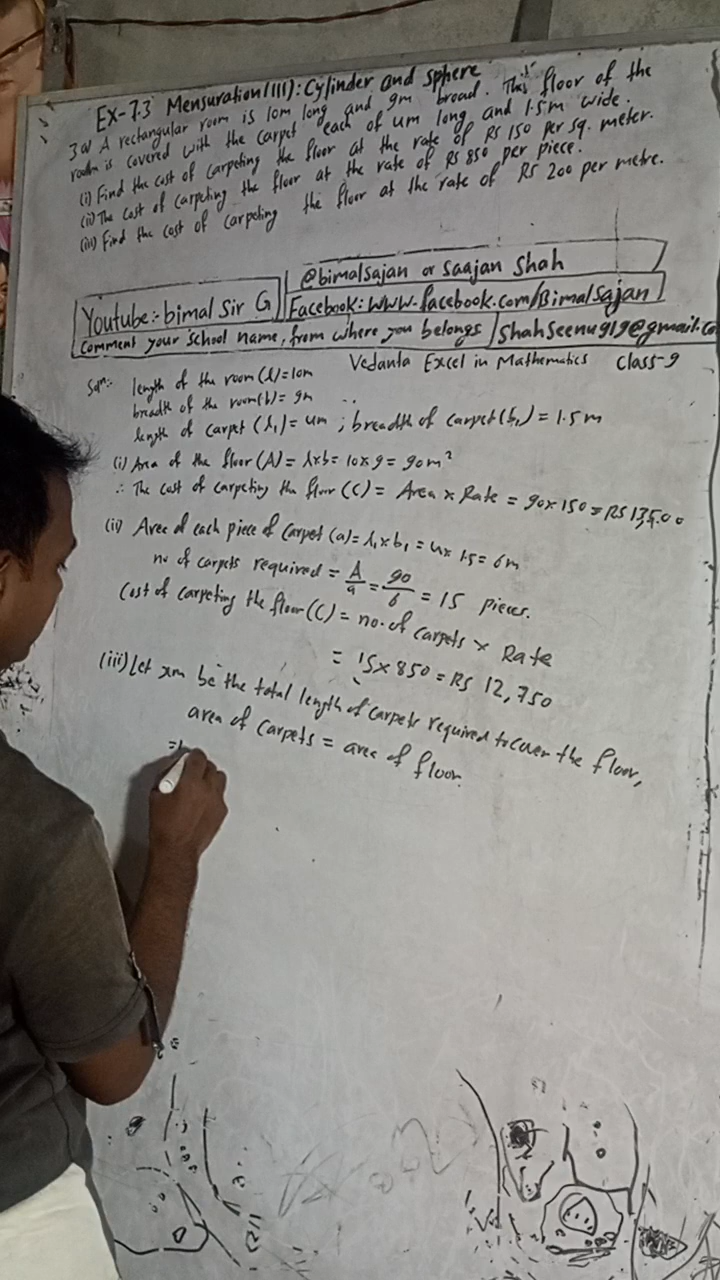 Ex-7.3 Mensuration(III): Cylinder and Sphere
3a) A rectangular room is 10m long and 9m broad. This floor of the
room is covered with the carpet each of 4m long and 1.5m wide.
(i) Find the cost of carpeting the floor at the rate of RS 150 per sq. meter.
(ii) The cost of carpeting the floor at the rate of RS 850 per piece.
(iii) Find the cost of carpeting the floor at the rate of RS 200 per metre.
@bimalsajan or Saajan Shah
Youtube:- bimal Sir G
Facebook: WWW.facebook.com/Bimalsajan
Comment your school name, from where you belongs / Shahseenu919@gmail.co
Vedanta Excel in Mathematics class-9
Solⁿ:- length of the room (l) = 10m
breadth of the room(b) = 9m
length of carpet (l₁) = 4m ; breadth of carpet(b₁) = 1.5m
(i) Area of the floor (A) = l×b = 10×9 = 90m²
∴ The cost of carpeting the floor (C) = Area × Rate = 90×150 = RS 13,500
(ii) Area of each piece of carpet (a) = l₁×b₁ = 4×1.5 = 6m
no of carpets required = A/a = 90/6 = 15 pieces.
Cost of carpeting the floor (C) = no. of carpets × Rate
= 15×850 = RS 12,750
(iii) Let xm be the total length of carpets required to cover the floor,
area of carpets = area of floor.
=